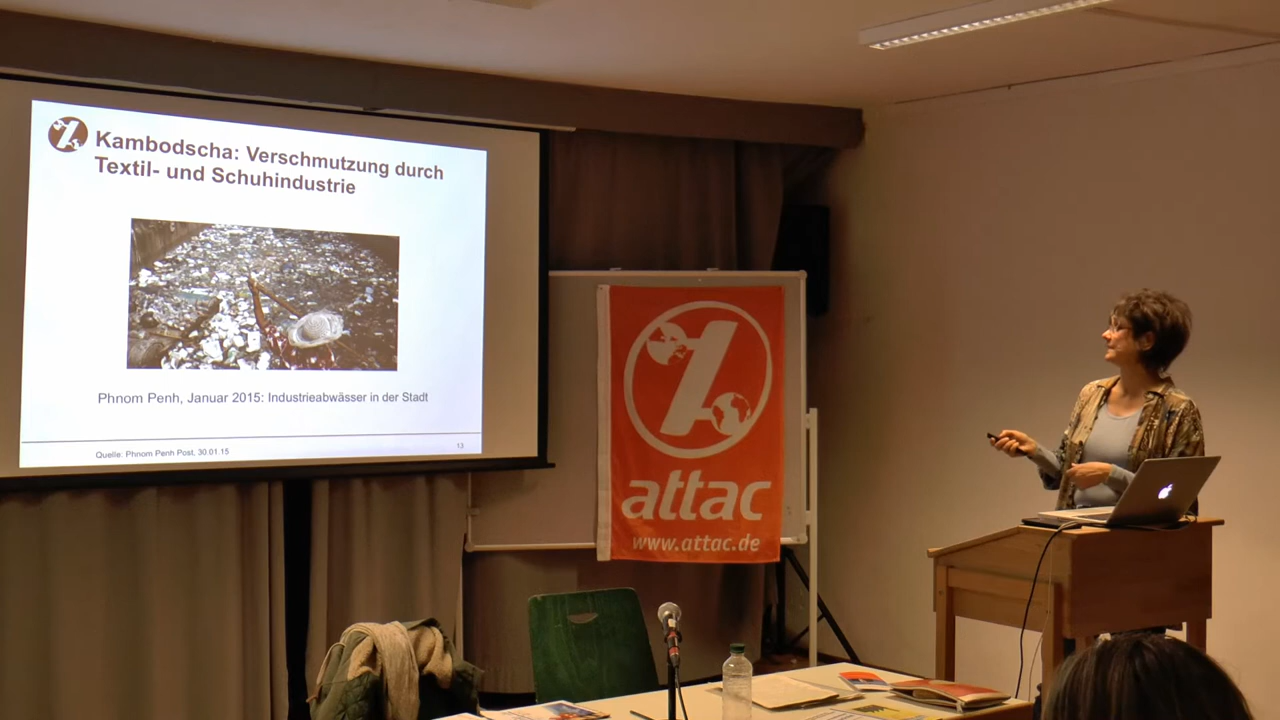 Kambodscha: Verschmutzung durch
Textil- und Schuhindustrie
Phnom Penh, Januar 2015: Industrieabwässer in der Stadt
Quelle: Phnom Penh Post, 30.01.15
13
attac
www.attac.de